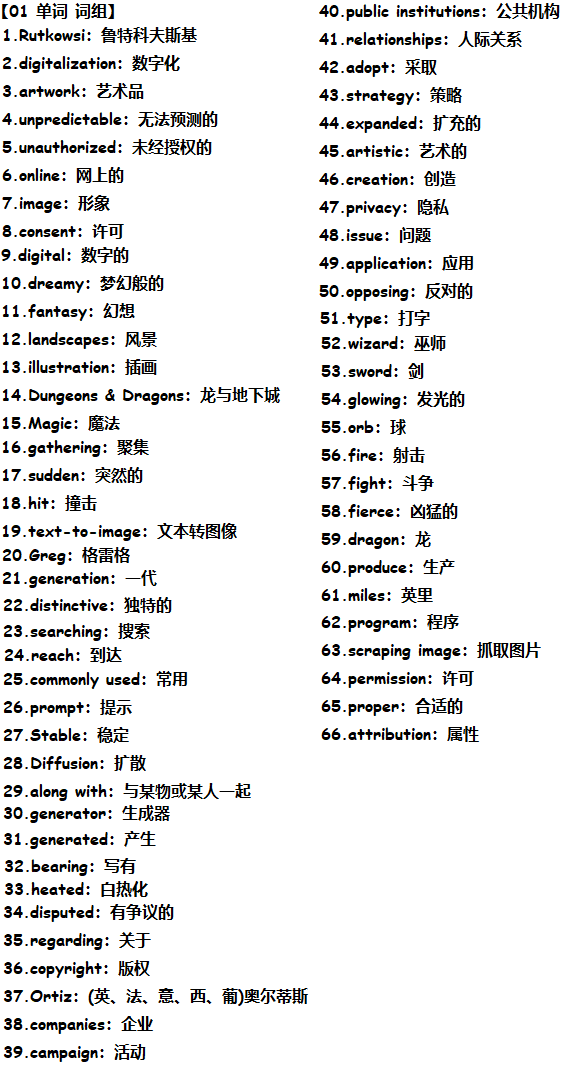 【01 单词 词组】
1.Rutkowsi：鲁特科夫斯基
2.digitalization：数字化
3.artwork：艺术品
4.unpredictable：无法预测的
5.unauthorized：未经授权的
6.online：网上的
7.image：形象
8.consent：许可
9.digital：数字的
10.dreamy：梦幻般的
11.fantasy：幻想
12.landscapes：风景
13.illustration：插画
14.Dungeons & Dragons：龙与地下城
15.Magic：魔法
16.gathering：聚集
17.sudden：突然的
18.hit：撞击
19.text-to-image：文本转图像
20.Greg：格雷格
21.generation：一代
22.distinctive：独特的
23.searching：搜索
24.reach：到达
25.commonly used：常用
26.prompt：提示
27.Stable：稳定
28.Diffusion：扩散
29.along with：与某物或某人一起
30.generator：生成器
31.generated：产生
32.bearing：写有
33.heated：白热化
34.disputed：有争议的
35.regarding：关于
36.copyright：版权
37.Ortiz：(英、法、意、西、葡)奥尔蒂斯
38.companies：企业
39.campaign：活动
40.public institutions：公共机构
41.relationships：人际关系
42.adopt：采取
43.strategy：策略
44.expanded：扩充的
45.artistic：艺术的
46.creation：创造
47.privacy：隐私
48.issue：问题
49.application：应用
50.opposing：反对的
51.type：打字
52.wizard：巫师
53.sword：剑
54.glowing：发光的
55.orb：球
56.fire：射击
57.fight：斗争
58.fierce：凶猛的
59.dragon：龙
60.produce：生产
61.miles：英里
62.program：程序
63.scraping image：抓取图片
64.permission：许可
65.proper：合适的
66.attribution：属性